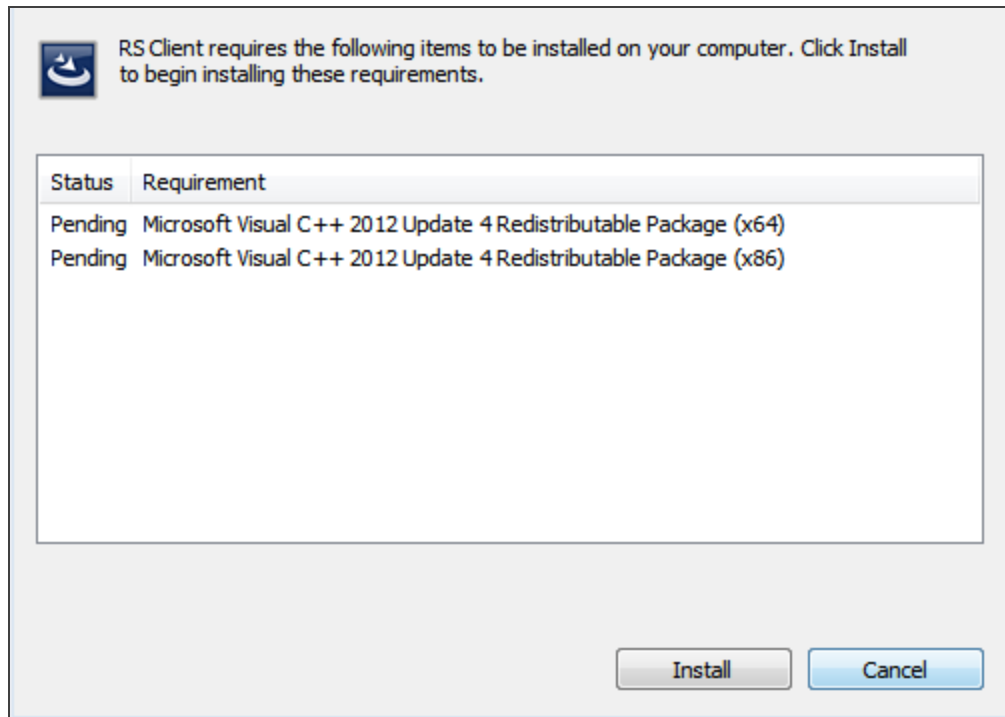 RS Client requires the following items to be installed on your computer. Click Install
to begin installing these requirements.
Status Requirement
Pending Microsoft Visual C++ 2012 Update 4 Redistributable Package (x64)
Pending Microsoft Visual C++ 2012 Update 4 Redistributable Package (x86)
Install Cancel